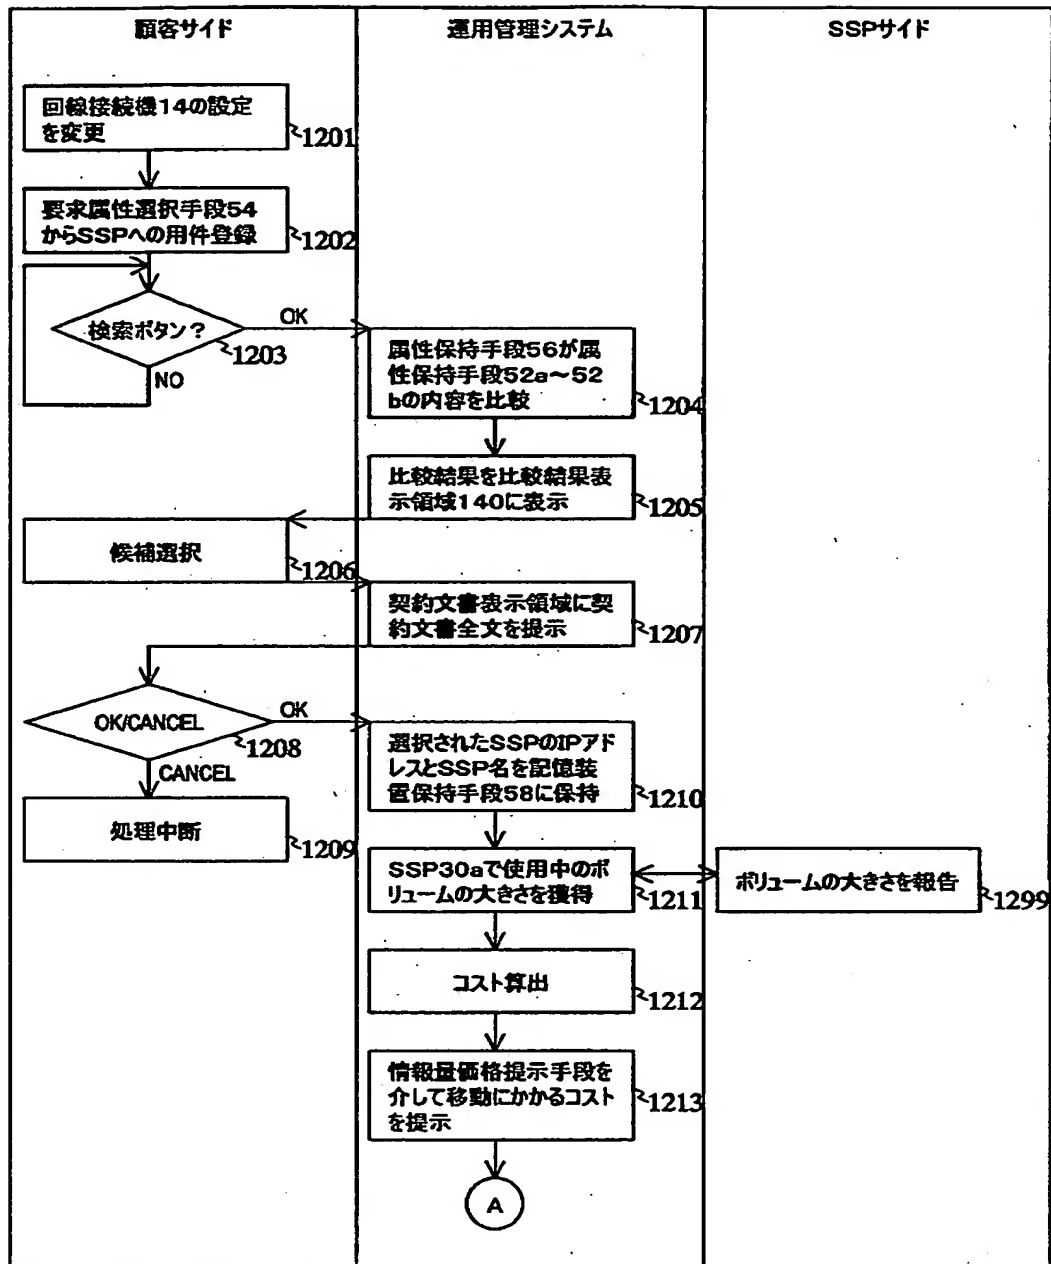 顧客サイド
運用管理システム
SSPサイド
回線接続機14の設定
を変更
1201
要求属性選択手段54
からSSPへの用件登録
1202
検索ボタン?
OK
1203
NO
属性保持手段56が属
性保持手段52a～52
bの内容を比較
1204
比較結果を比較結果表
示領域140に表示
1205
候補選択
1206
契約文書表示領域に契
約文書全文を提示
1207
OK/CANCEL
OK
1208
CANCEL
処理中断
1209
選択されたSSPのIPアド
レスとSSP名を記憶装
置保持手段58に保持
1210
SSP30aで使用中のボ
リュームの大きさを獲得
1211
ボリュームの大きさを報告
1299
コスト算出
1212
情報量価格提示手段を
介して移動にかかるコスト
を提示
1213
A